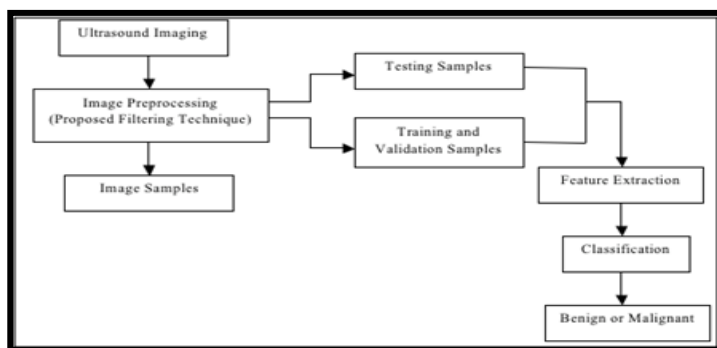 Ultrasound Imaging
Testing Samples
Image Preprocessing
(Proposed Filtering Technique)
Training and
Validation Samples
Image Samples
Feature Extraction
Classification
Benign or Malignant